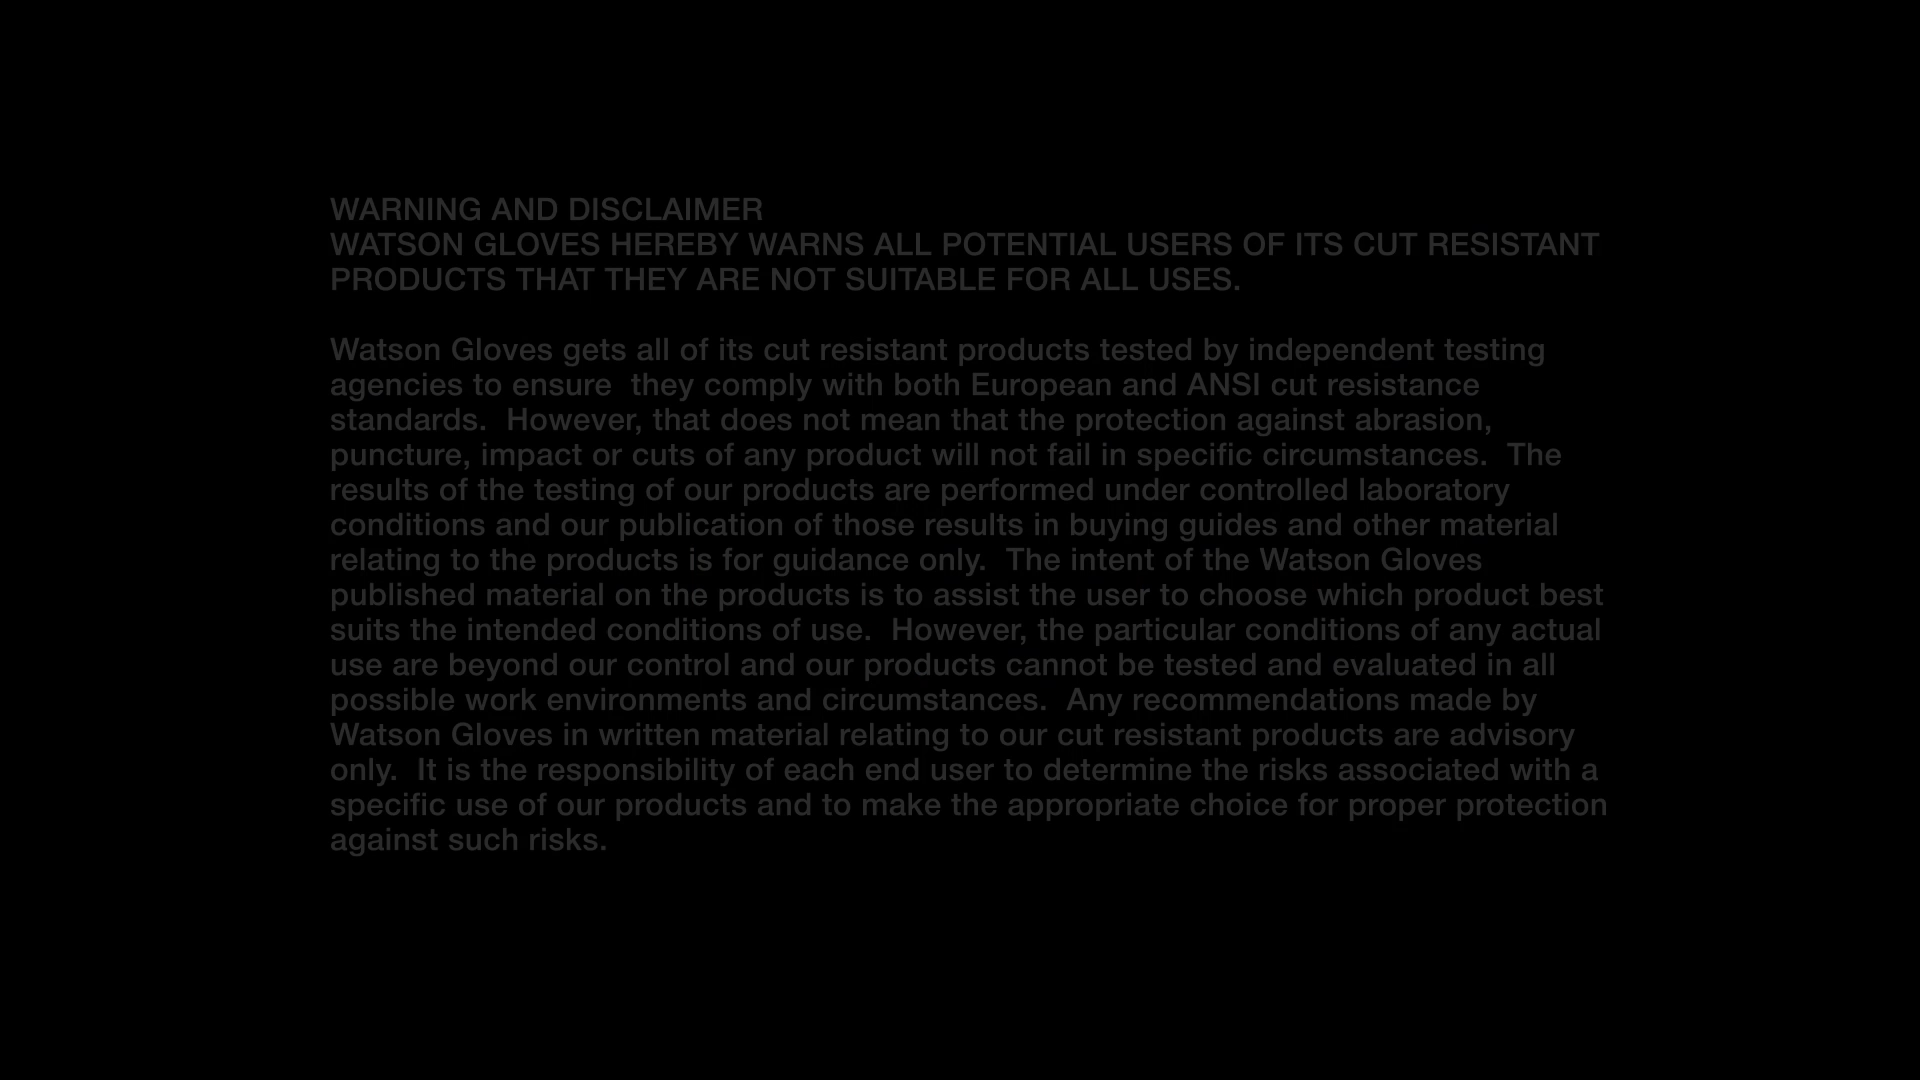 WARNING AND DISCLAIMER
WATSON GLOVES HEREBY WARNS ALL POTENTIAL USERS OF ITS CUT RESISTANT
PRODUCTS THAT THEY ARE NOT SUITABLE FOR ALL USES.
Watson Gloves gets all of its cut resistant products tested by independent testing
agencies to ensure  they comply with both European and ANSI cut resistance
standards.  However, that does not mean that the protection against abrasion,
puncture, impact or cuts of any product will not fail in specific circumstances.  The
results of the testing of our products are performed under controlled laboratory
conditions and our publication of those results in buying guides and other material
relating to the products is for guidance only.  The intent of the Watson Gloves
published material on the products is to assist the user to choose which product best
suits the intended conditions of use.  However, the particular conditions of any actual
use are beyond our control and our products cannot be tested and evaluated in all
possible work environments and circumstances.  Any recommendations made by
Watson Gloves in written material relating to our cut resistant products are advisory
only.  It is the responsibility of each end user to determine the risks associated with a
specific use of our products and to make the appropriate choice for proper protection
against such risks.